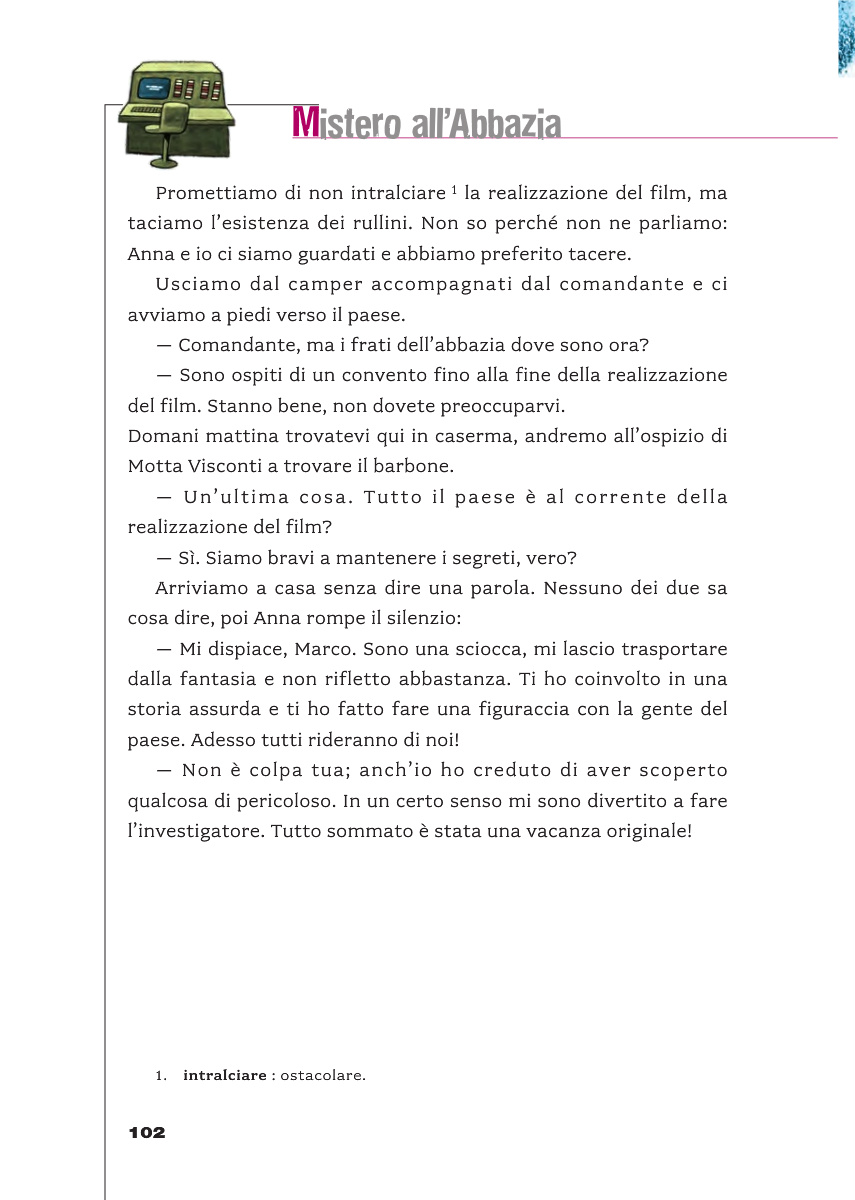 Mistero all'Abbazia
Promettiamo di non intralciare ¹ la realizzazione del film, ma
taciamo l'esistenza dei rullini. Non so perché non ne parliamo:
Anna e io ci siamo guardati e abbiamo preferito tacere.
Usciamo dal camper accompagnati dal comandante e ci
avviamo a piedi verso il paese.
— Comandante, ma i frati dell'abbazia dove sono ora?
— Sono ospiti di un convento fino alla fine della realizzazione
del film. Stanno bene, non dovete preoccuparvi.
Domani mattina trovatevi qui in caserma, andremo all'ospizio di
Motta Visconti a trovare il barbone.
— Un'ultima cosa. Tutto il paese è al corrente della
realizzazione del film?
— Sì. Siamo bravi a mantenere i segreti, vero?
Arriviamo a casa senza dire una parola. Nessuno dei due sa
cosa dire, poi Anna rompe il silenzio:
— Mi dispiace, Marco. Sono una sciocca, mi lascio trasportare
dalla fantasia e non rifletto abbastanza. Ti ho coinvolto in una
storia assurda e ti ho fatto fare una figuraccia con la gente del
paese. Adesso tutti rideranno di noi!
— Non è colpa tua; anch'io ho creduto di aver scoperto
qualcosa di pericoloso. In un certo senso mi sono divertito a fare
l'investigatore. Tutto sommato è stata una vacanza originale!
1. intralciare : ostacolare.
102